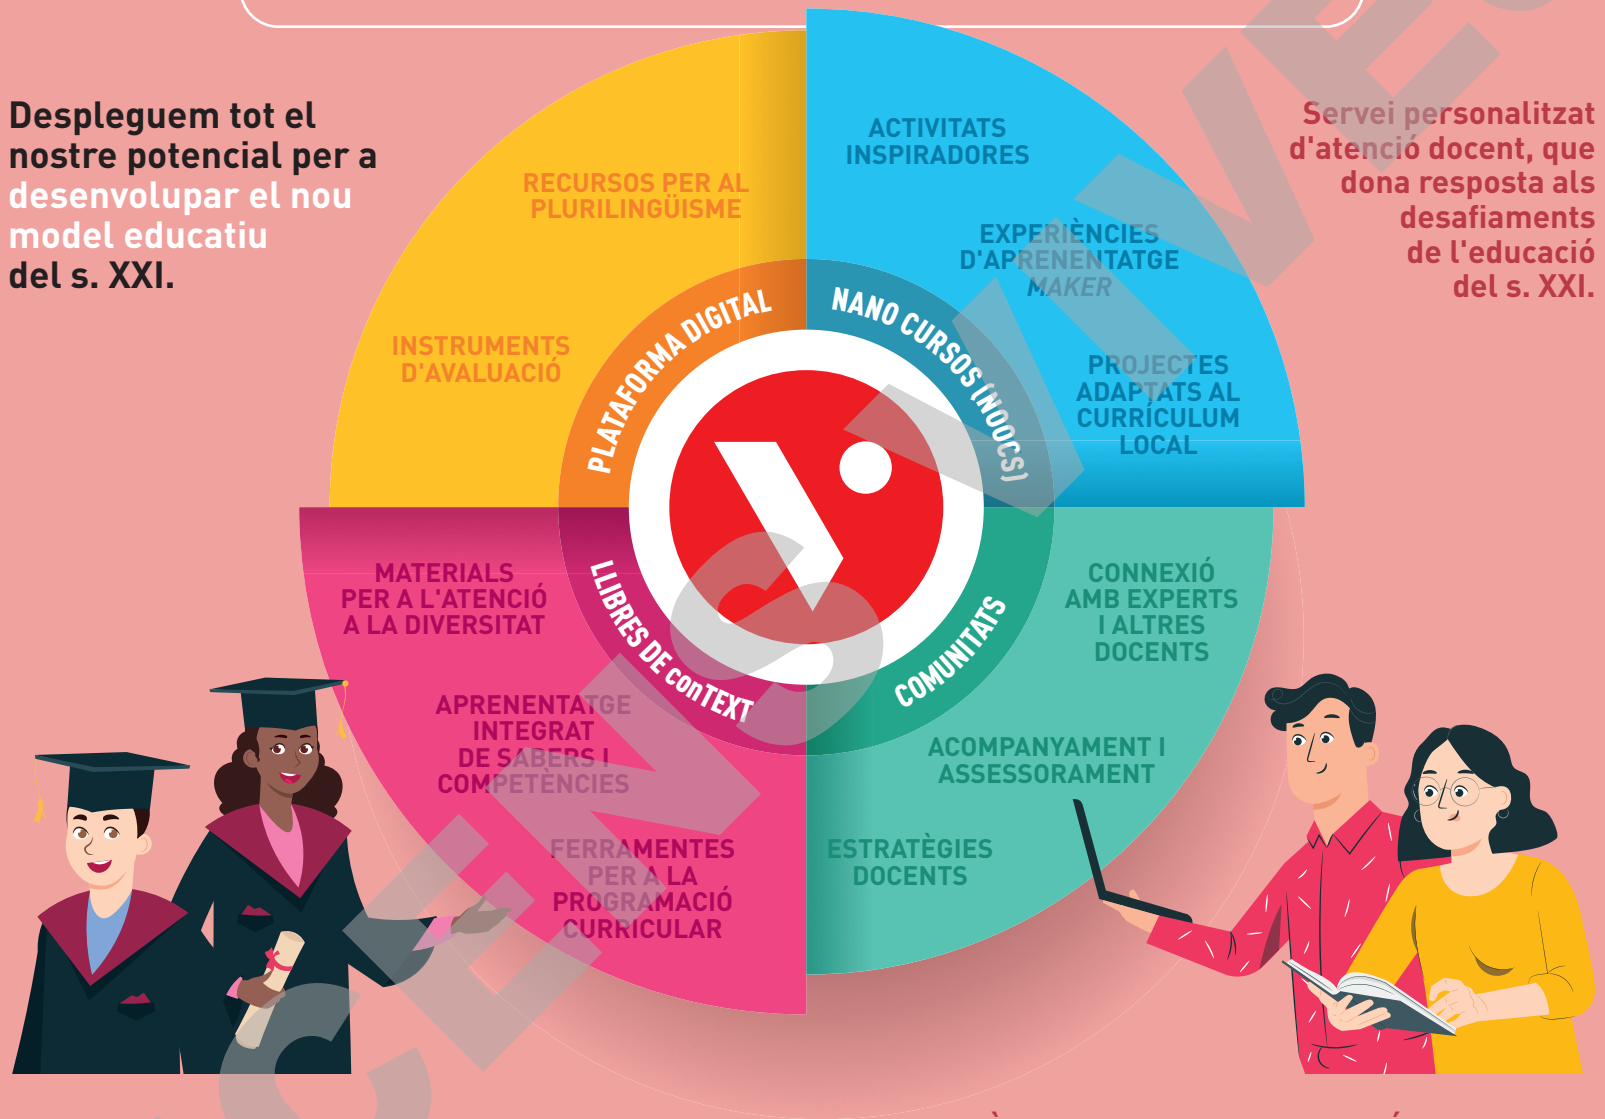 Despleguem tot el
nostre potencial per a
desenvolupar el nou
model educatiu
del s. XXI.
Servei personalitzat
d'atenció docent, que
dona resposta als
desafiaments
de l'educació
del s. XXI.
RECURSOS PER AL
PLURILINGÜISME
INSTRUMENTS
D'AVALUACIÓ
PLATAFORMA DIGITAL
ACTIVITATS
INSPIRADORES
EXPERIÈNCIES
D'APRENENTATGE
MAKER
PROJECTES
ADAPTATS AL
CURRÍCULUM
LOCAL
NANO CURSOS (NOOCS)
MATERIALS
PER A L'ATENCIÓ
A LA DIVERSITAT
APRENENTATGE
INTEGRAT
DE SABERS I
COMPETÈNCIES
FERRAMENTES
PER A LA
PROGRAMACIÓ
CURRICULAR
LLIBRES DE conTEXT
COMUNITATS
CONNEXIÓ
AMB EXPERTS
I ALTRES
DOCENTS
ACOMPANYAMENT I
ASSESSORAMENT
ESTRATÈGIES
DOCENTS